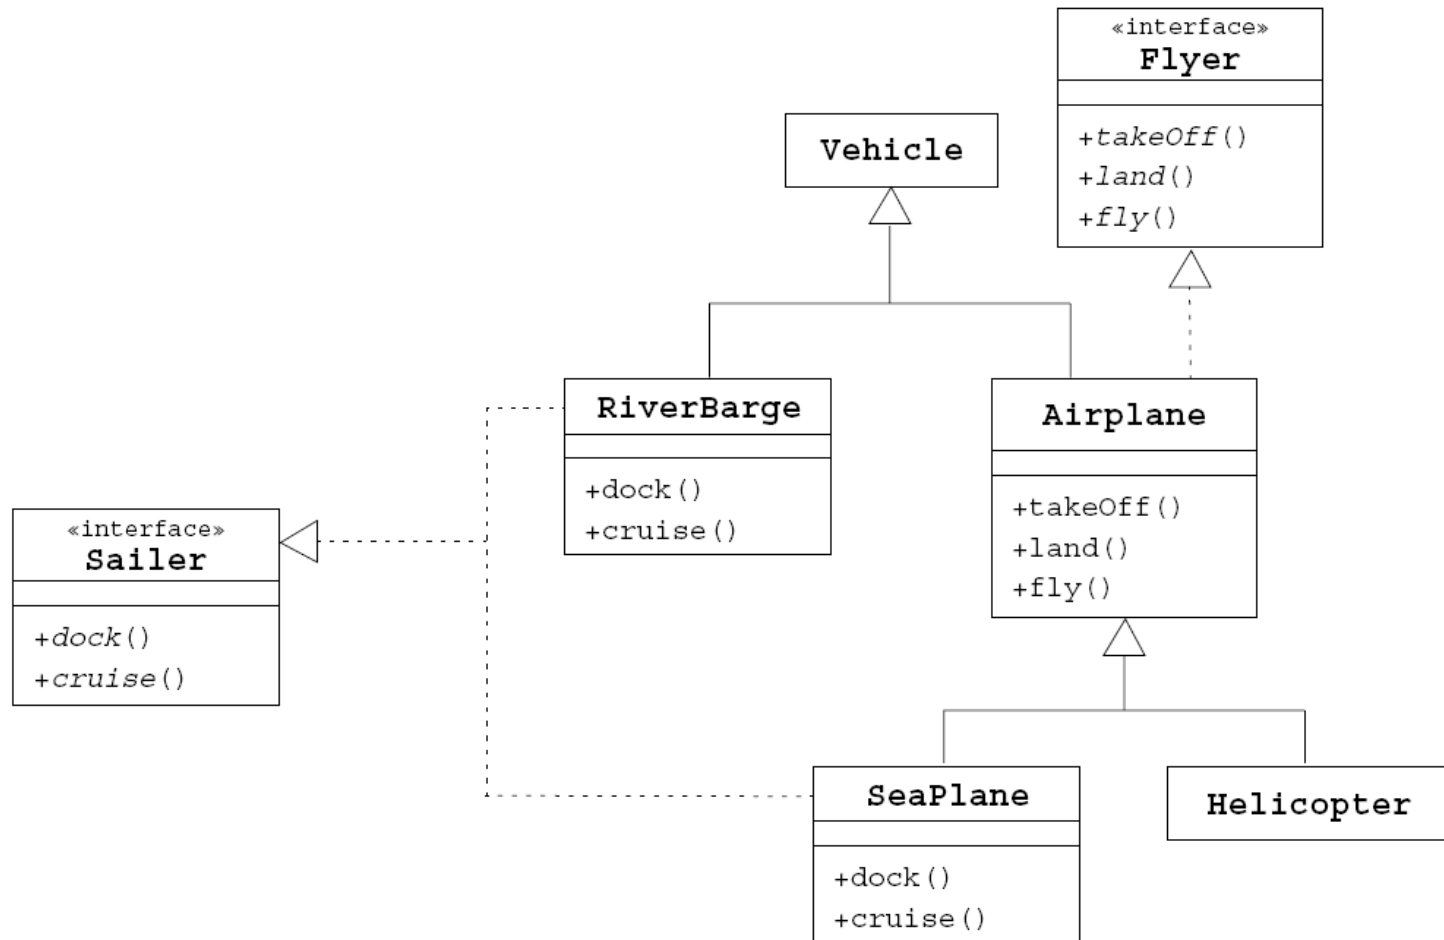 «interface»
Flyer
+takeOff()
+land()
+fly()
Vehicle
RiverBarge
+dock()
+cruise()
Airplane
+takeOff()
+land()
+fly()
«interface»
Sailer
+dock()
+cruise()
SeaPlane
+dock()
+cruise()
Helicopter